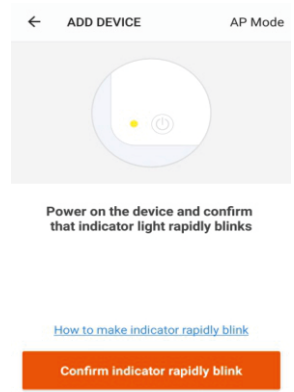 ← ADD DEVICE AP Mode
Power on the device and confirm
that indicator light rapidly blinks
How to make indicator rapidly blink
Confirm indicator rapidly blink